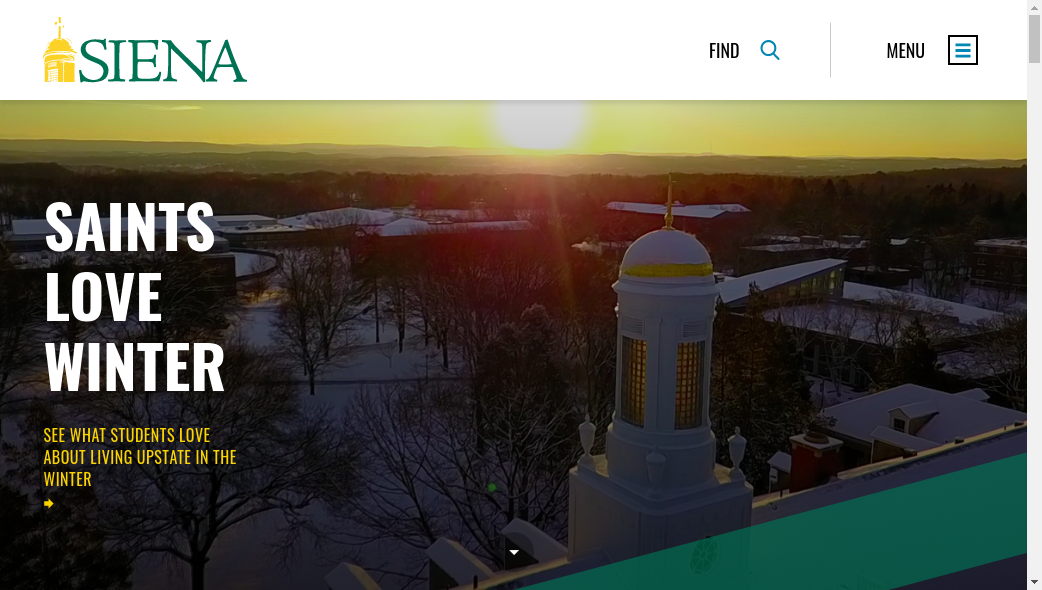 SIENA
FIND
MENU
SAINTS
LOVE
WINTER
SEE WHAT STUDENTS LOVE
ABOUT LIVING UPSTATE IN THE
WINTER